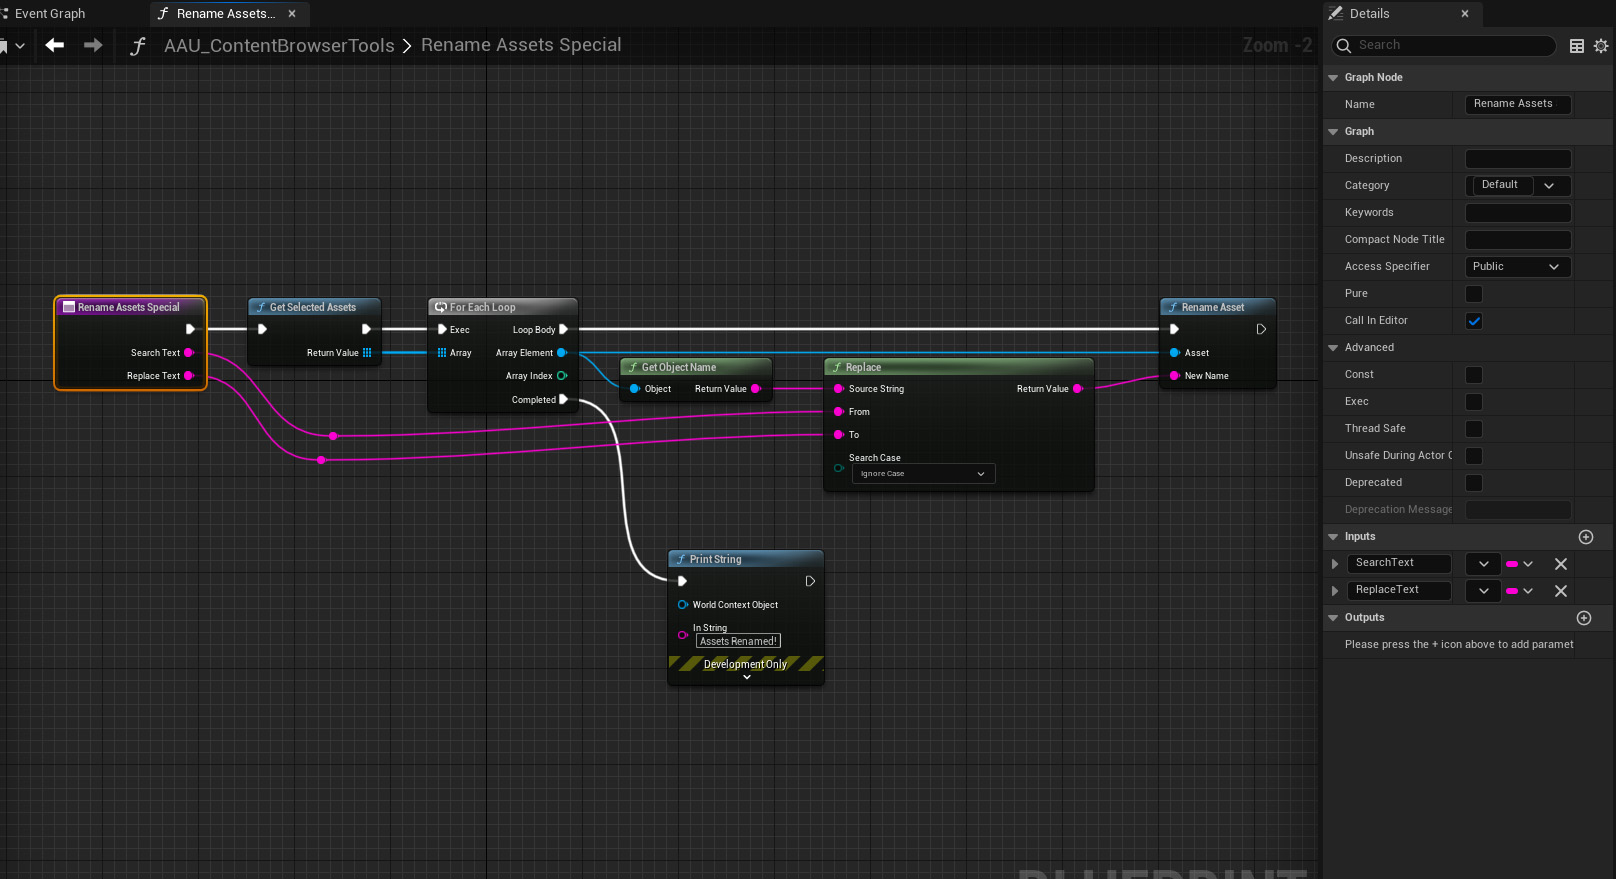 Event Graph
Rename Assets...
AAU_ContentBrowserTools > Rename Assets Special
Zoom -2
Rename Assets Special
Search Text
Replace Text
Get Selected Assets
Return Value
For Each Loop
Exec
Loop Body
Array
Array Element
Array Index
Completed
Get Object Name
Object
Return Value
Replace
Source String
Return Value
From
To
Search Case
Ignore Case
Rename Asset
Asset
New Name
Print String
World Context Object
In String
Assets Renamed!
Development Only
BLUEPRINT
Details
Search
Graph Node
Name
Rename Assets
Graph
Description
Category
Default
Keywords
Compact Node Title
Access Specifier
Public
Pure
Call In Editor
Advanced
Const
Exec
Thread Safe
Unsafe During Actor C
Deprecated
Deprecation Message
Inputs
SearchText
ReplaceText
Outputs
Please press the + icon above to add paramet